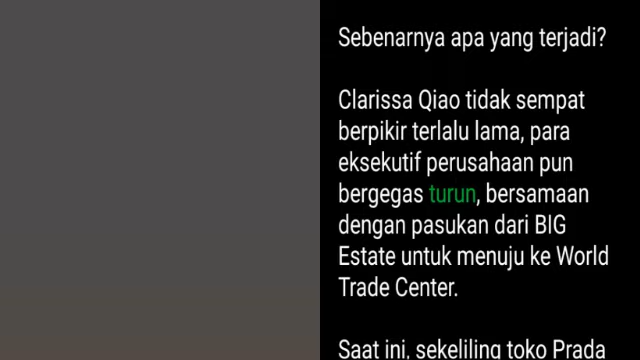 Sebenarnya apa yang terjadi?
Clarissa Qiao tidak sempat
berpikir terlalu lama, para
eksekutif perusahaan pun
bergegas turun, bersamaan
dengan pasukan dari BIG
Estate untuk menuju ke World
Trade Center.
Saat ini, sekeliling toko Prada